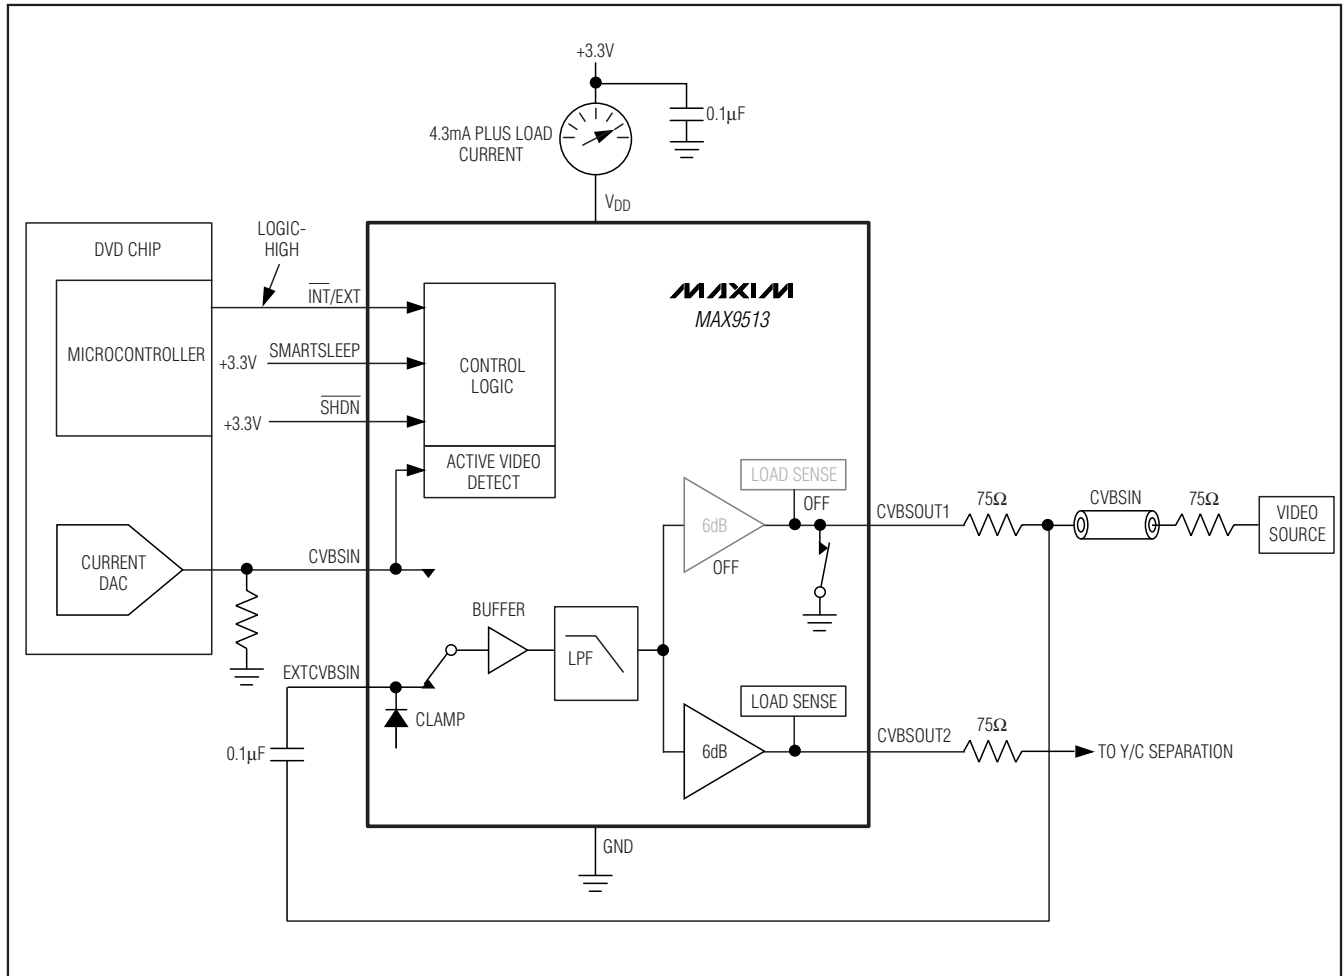 +3.3V
0.1µF
4.3mA PLUS LOAD
CURRENT
VDD
DVD CHIP
LOGIC-
HIGH
INT/EXT
MAXIM
MAX9513
MICROCONTROLLER
+3.3V
SMARTSLEEP
CONTROL
LOGIC
+3.3V
SHDN
ACTIVE VIDEO
DETECT
LOAD SENSE
OFF
6dB
OFF
CVBSOUT1
75Ω
CVBSIN
75Ω
VIDEO
SOURCE
CURRENT
DAC
CVBSIN
BUFFER
LPF
EXTCVBSIN
CLAMP
LOAD SENSE
6dB
CVBSOUT2
75Ω
TO Y/C SEPARATION
0.1µF
GND